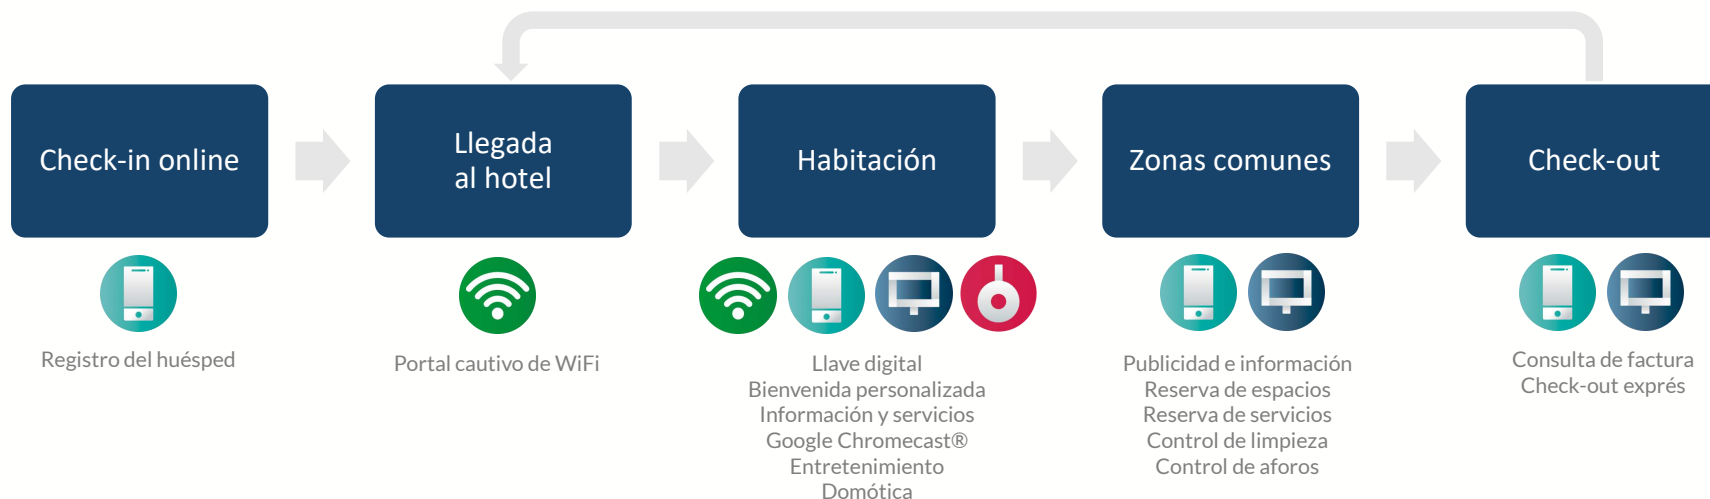 Check-in online
Llegada
al hotel
Habitación
Zonas comunes
Check-out
Registro del huésped
Portal cautivo de WiFi
Llave digital
Bienvenida personalizada
Información y servicios
Google Chromecast®
Entretenimiento
Domótica
Publicidad e información
Reserva de espacios
Reserva de servicios
Control de limpieza
Control de aforos
Consulta de factura
Check-out exprés